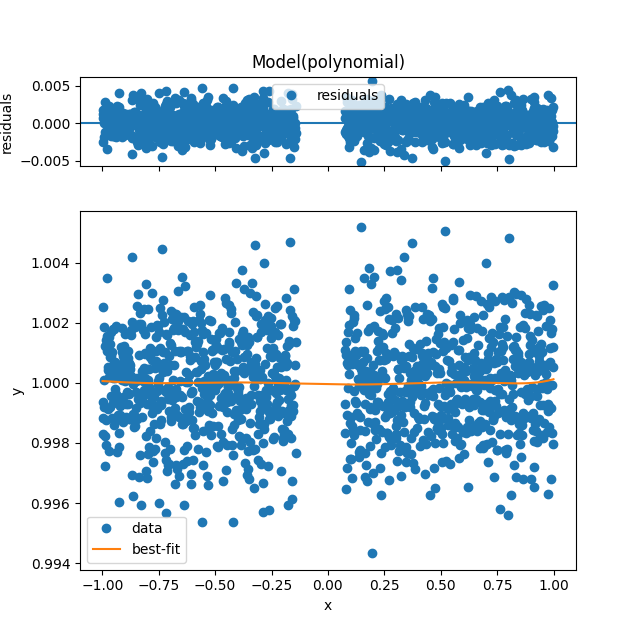 Model(polynomial)
0.005
0.000
−0.005
residuals
residuals
1.004
1.002
1.000
0.998
0.996
0.994
y
data
best-fit
−1.00 −0.75 −0.50 −0.25 0.00 0.25 0.50 0.75 1.00
x